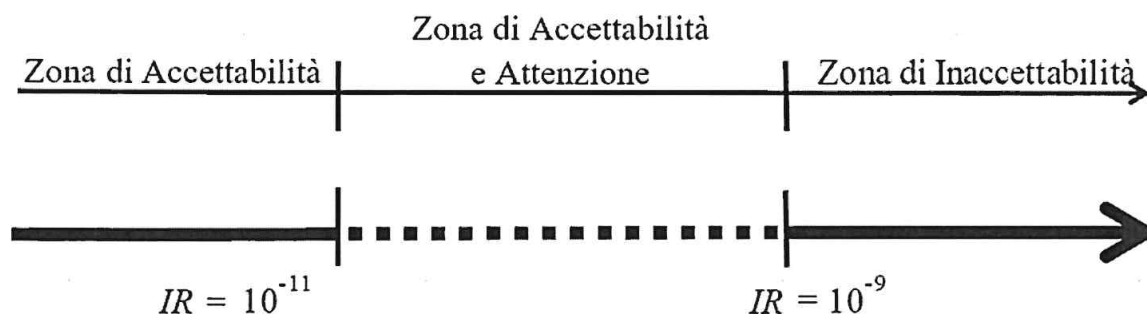 Zona di Accettabilità
Zona di Accettabilità
e Attenzione
Zona di Inaccettabilità
IR = 10⁻¹¹
IR = 10⁻⁹